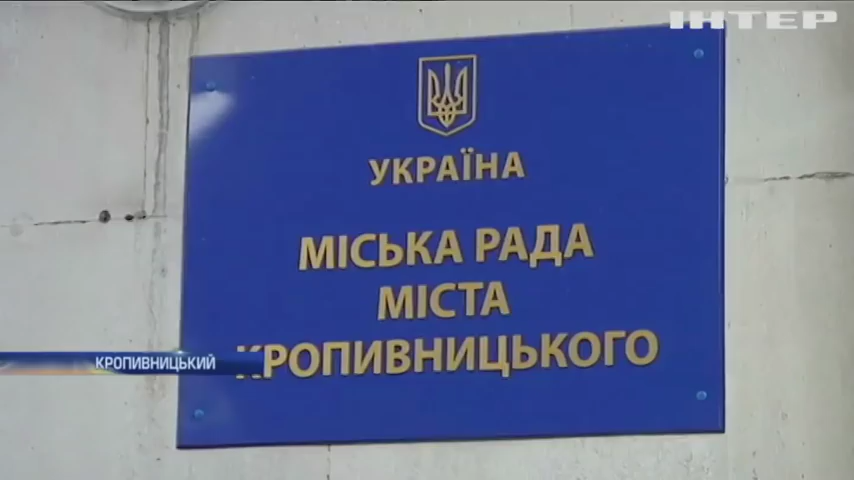 ІНТЕР
УКРАЇНА
МІСЬКА РАДА
МІСТА
КРОПИВНИЦЬКОГО
КРОПИВНИЦЬКИЙ